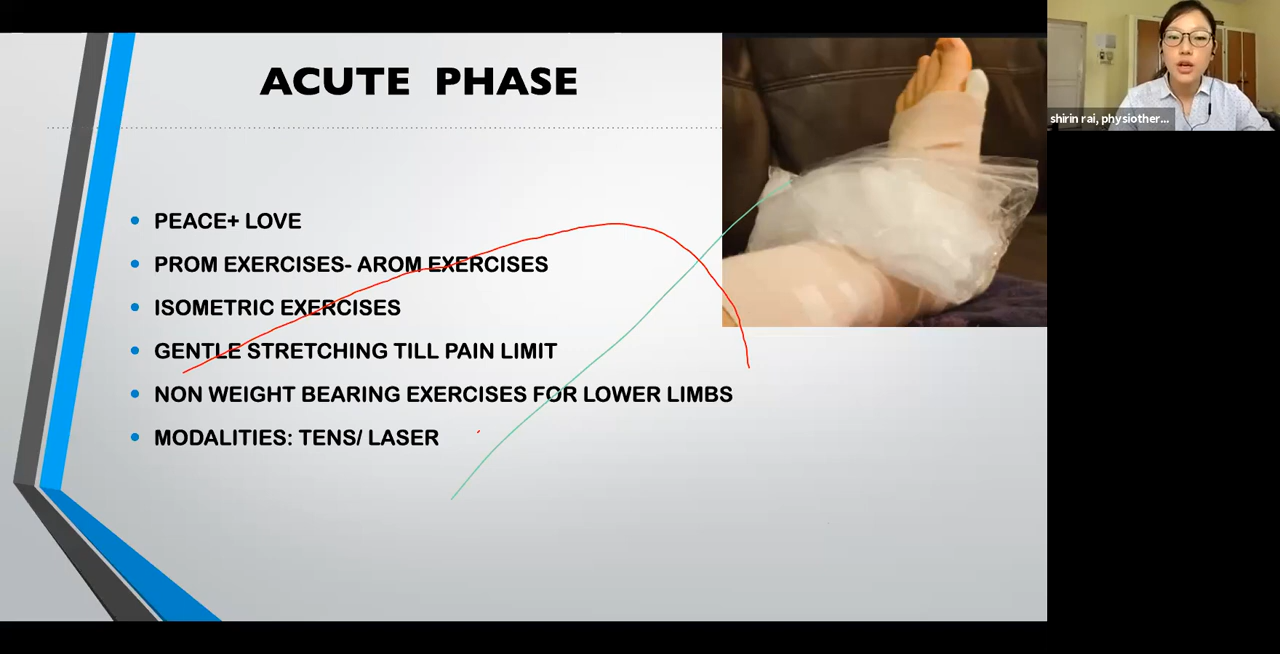 ACUTE PHASE
PEACE+ LOVE
PROM EXERCISES- AROM EXERCISES
ISOMETRIC EXERCISES
GENTLE STRETCHING TILL PAIN LIMIT
NON WEIGHT BEARING EXERCISES FOR LOWER LIMBS
MODALITIES: TENS/ LASER
shirin rai, physiother...